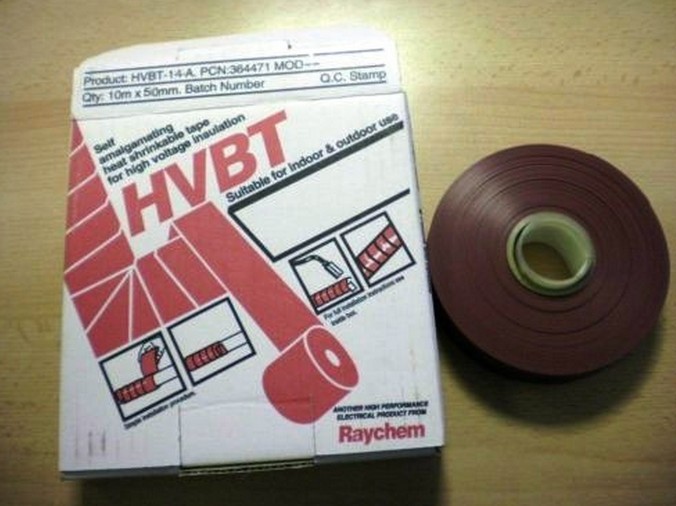 Product: HVBT-14-A. PCN:364471 MOD--
Qty: 10m x 50mm. Batch Number
Q.C. Stamp
Self
amalgamating
heat shrinkable tape
for high voltage insulation
HVBT
Suitable for indoor & outdoor use
For full installation instructions see
inside box.
Simple installation procedure.
ANOTHER HIGH PERFORMANCE
ELECTRICAL PRODUCT FROM
Raychem